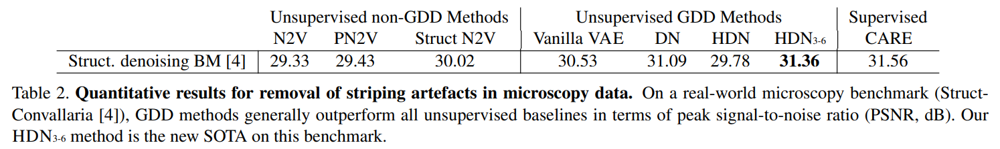 Unsupervised non-GDD Methods Unsupervised GDD Methods Supervised
N2V PN2V Struct N2V Vanilla VAE DN HDN HDN3-6 CARE
Struct. denoising BM [4] 29.33 29.43 30.02 30.53 31.09 29.78 31.36 31.56
Table 2. Quantitative results for removal of striping artefacts in microscopy data. On a real-world microscopy benchmark (Struct-
Convallaria [4]), GDD methods generally outperform all unsupervised baselines in terms of peak signal-to-noise ratio (PSNR, dB). Our
HDN3-6 method is the new SOTA on this benchmark.